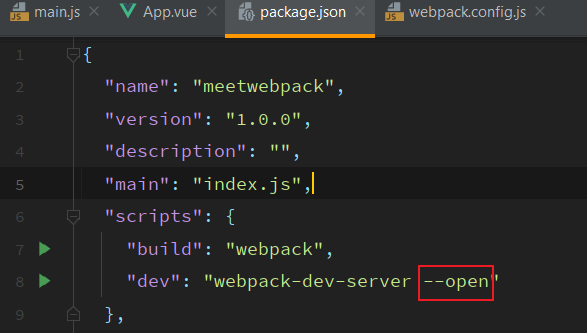 main.js App.vue package.json webpack.config.js
1 {
2 "name": "meetwebpack",
3 "version": "1.0.0",
4 "description": "",
5 "main": "index.js",
6 "scripts": {
7 "build": "webpack",
8 "dev": "webpack-dev-server --open"
9 },